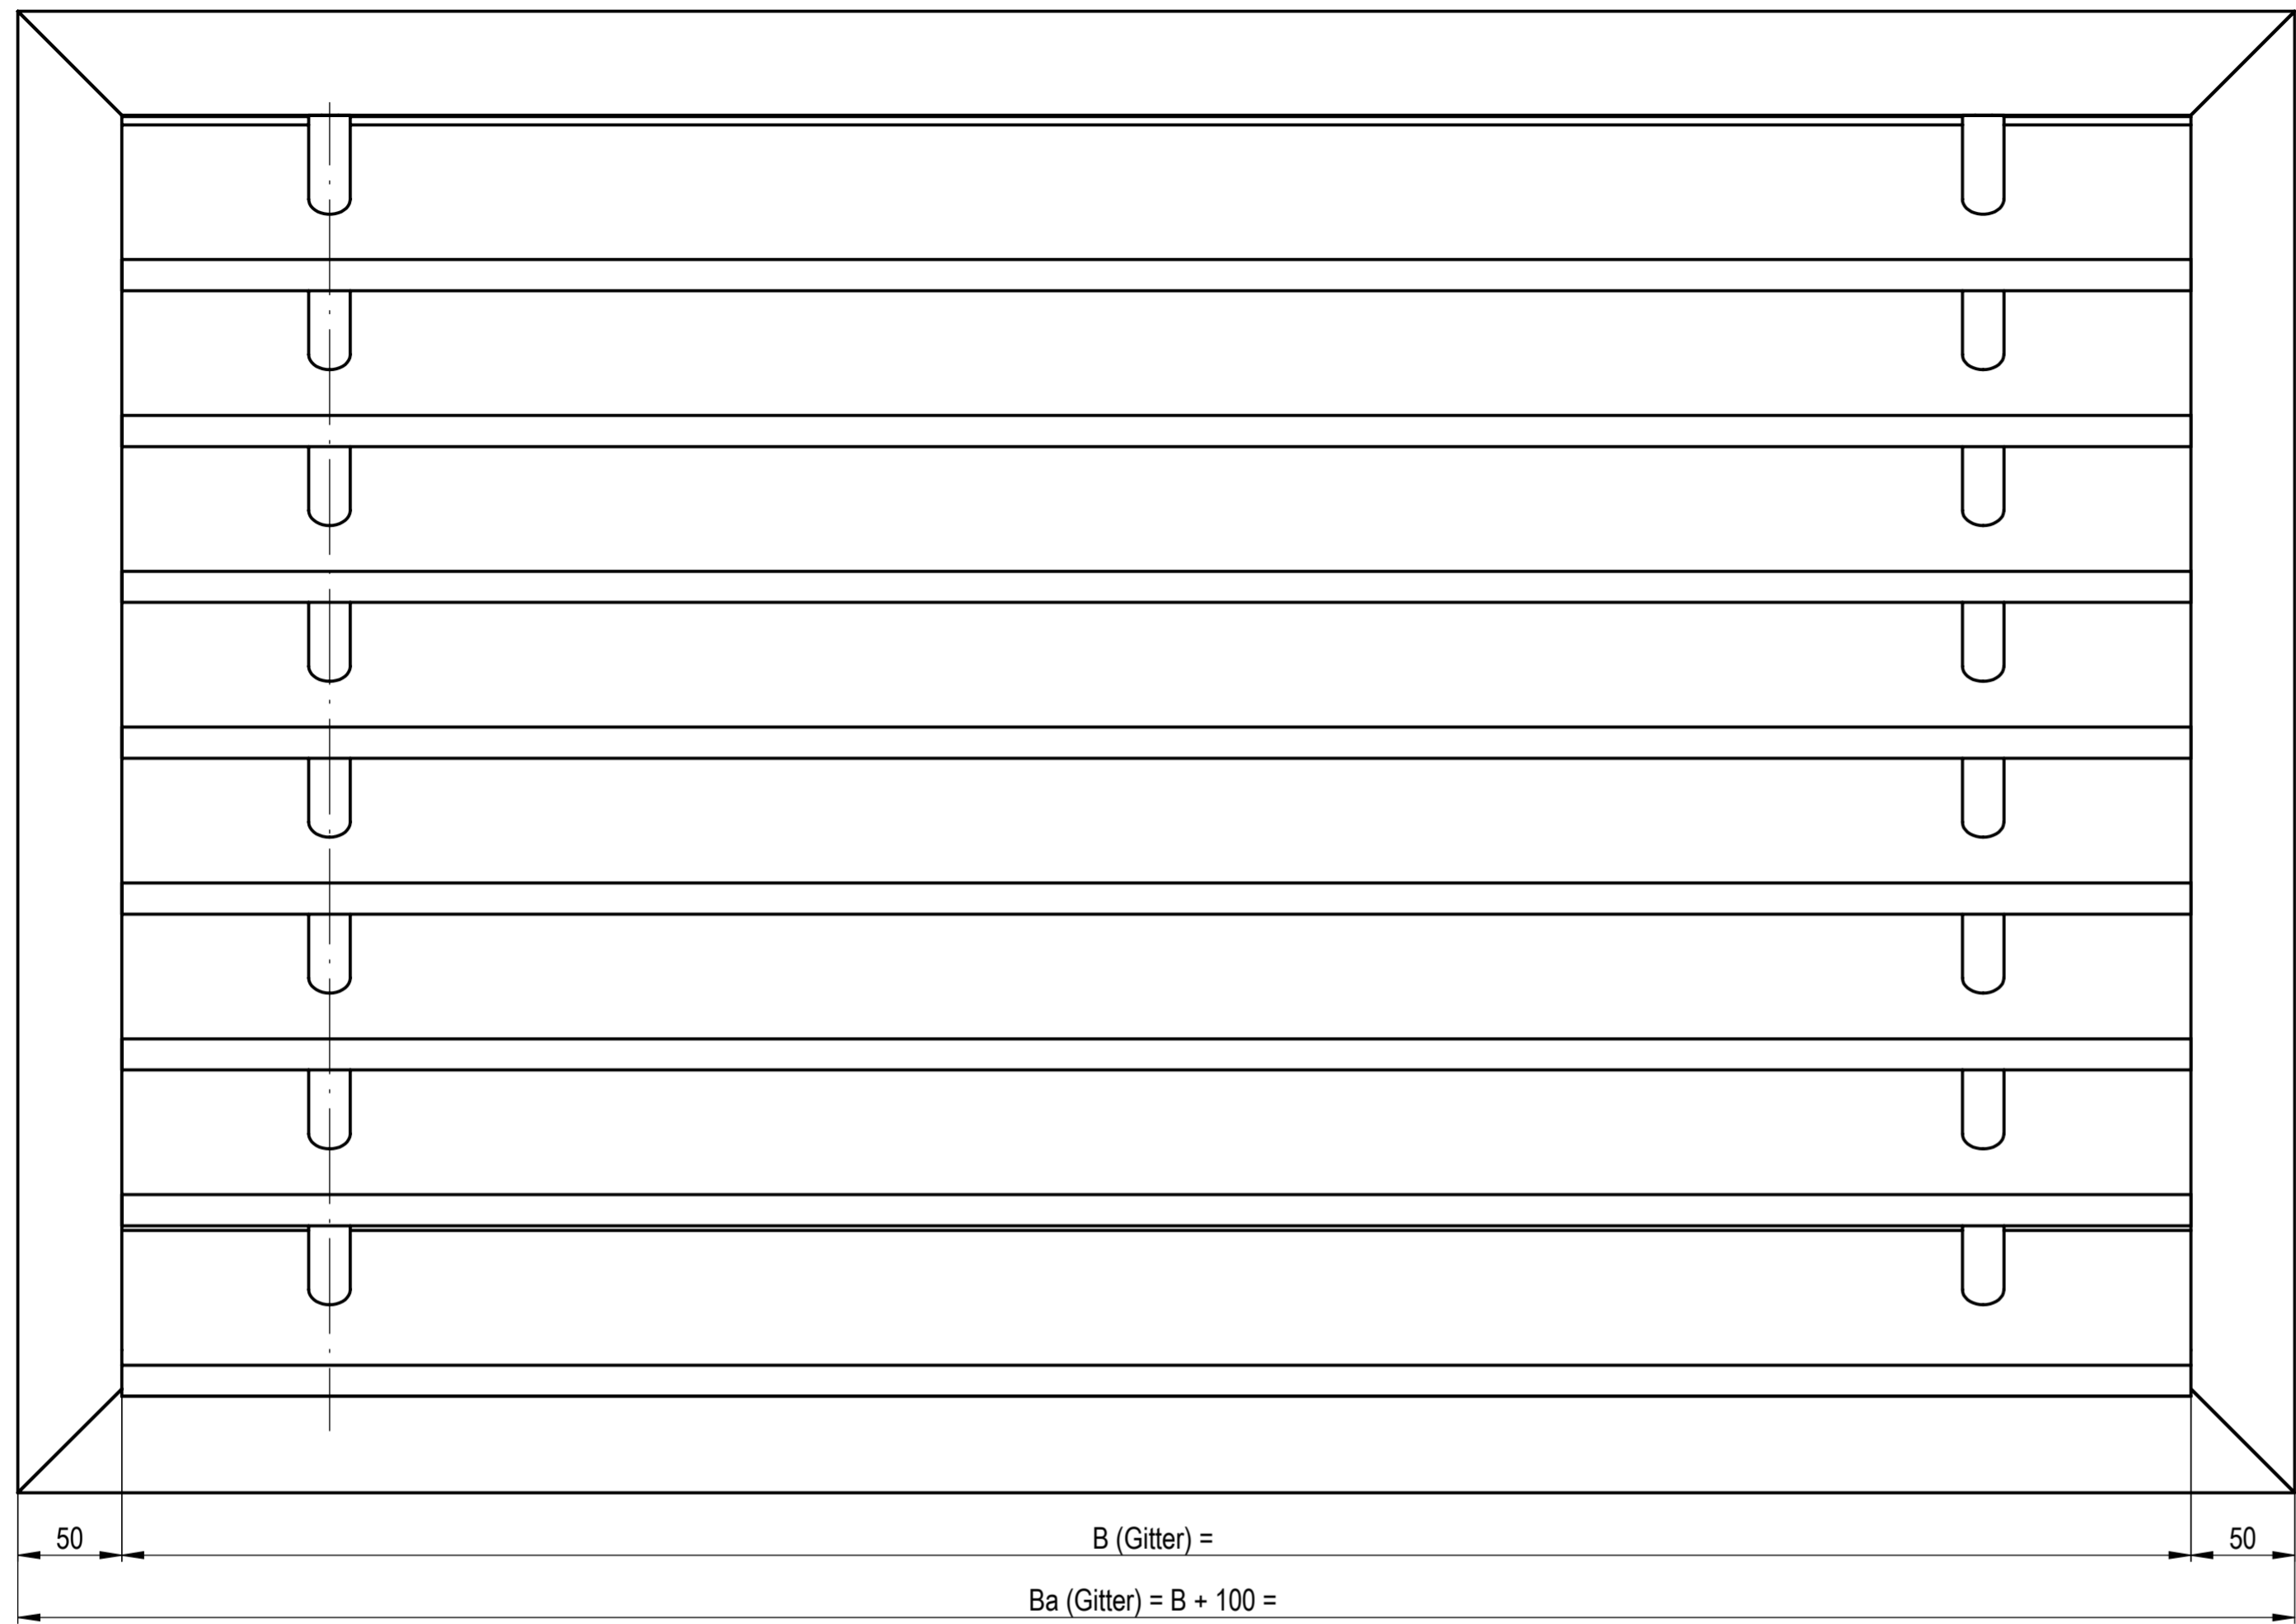 50
B (Gitter) =
50
Ba (Gitter) = B + 100 =